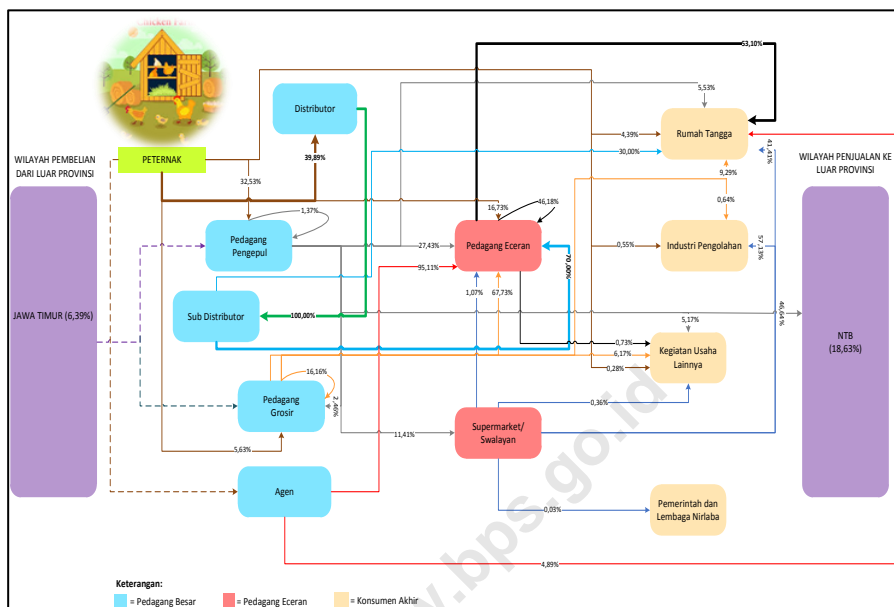 Chicken
53,10%
5,53%
Distributor
Rumah Tangga
4,39%
41,41%
30,00%
WILAYAH PEMBELIAN
DARI LUAR PROVINSI
PETERNAK
39,89%
WILAYAH PENJUALAN KE
LUAR PROVINSI
32,53%
9,29%
1,37%
16,73%
46,18%
0,64%
Pedagang
Pengepul
27,43%
Pedagang Eceran
0,55%
Industri Pengolahan
57,13%
95,11%
70,00%
1,07%
67,73%
JAWA TIMUR (6,39%)
Sub Distributor
100,00%
46,64%
NTB
(18,63%)
5,17%
0,73%
Kegiatan Usaha
Lainnya
6,17%
0,28%
16,16%
Pedagang
Grosir
2,46%
0,36%
5,63%
11,41%
Supermarket/
Swalayan
Agen
0,03%
Pemerintah dan
Lembaga Nirlaba
4,89%
Keterangan:
= Pedagang Besar
= Pedagang Eceran
= Konsumen Akhir
w.bps.go.id